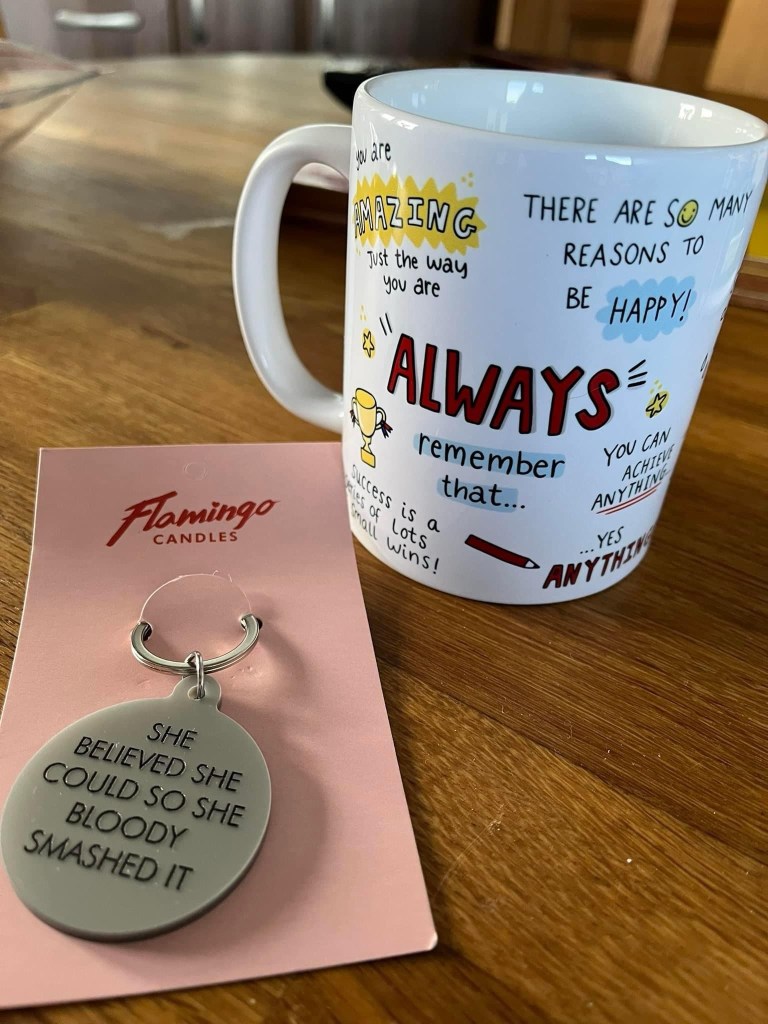 you are
AMAZING
Just the way
you are
THERE ARE SO MANY
REASONS TO
BE HAPPY!
ALWAYS
remember
that...
YOU CAN
ACHIEVE
ANYTHING
...YES
ANYTHING
success is a
series of lots
small wins!
Flamingo
CANDLES
SHE
BELIEVED SHE
COULD SO SHE
BLOODY
SMASHED IT